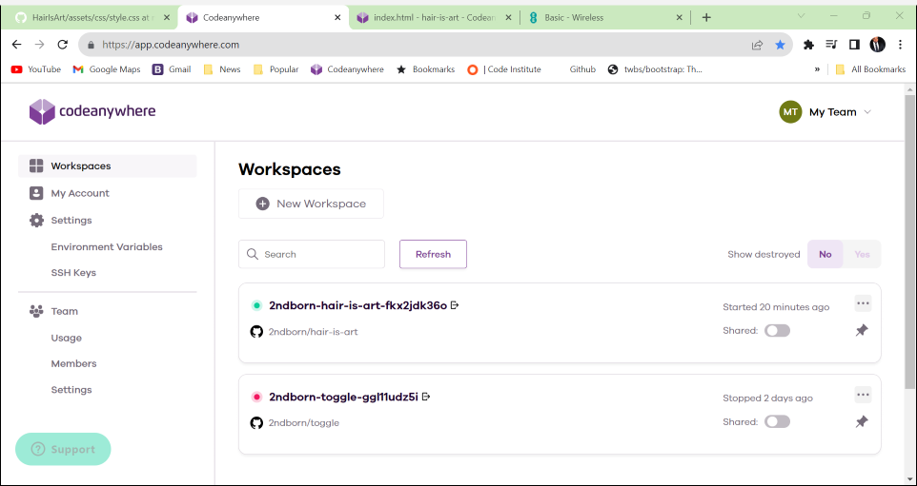 HairIsArt/assets/css/style.css at
Codeanywhere
index.html - hair-is-art - Codean
Basic - Wireless
https://app.codeanywhere.com
YouTube
Google Maps
Gmail
News
Popular
Codeanywhere
Bookmarks
| Code Institute
Github
twbs/bootstrap: Th...
»
All Bookmarks
codeanywhere
MT
My Team
Workspaces
My Account
Settings
Environment Variables
SSH Keys
Team
Usage
Members
Settings
Support
Workspaces
New Workspace
Search
Refresh
Show destroyed
No
Yes
2ndborn-hair-is-art-fkx2jdk36o
Started 20 minutes ago
2ndborn/hair-is-art
Shared:
2ndborn-toggle-ggl11udz5i
Stopped 2 days ago
2ndborn/toggle
Shared: